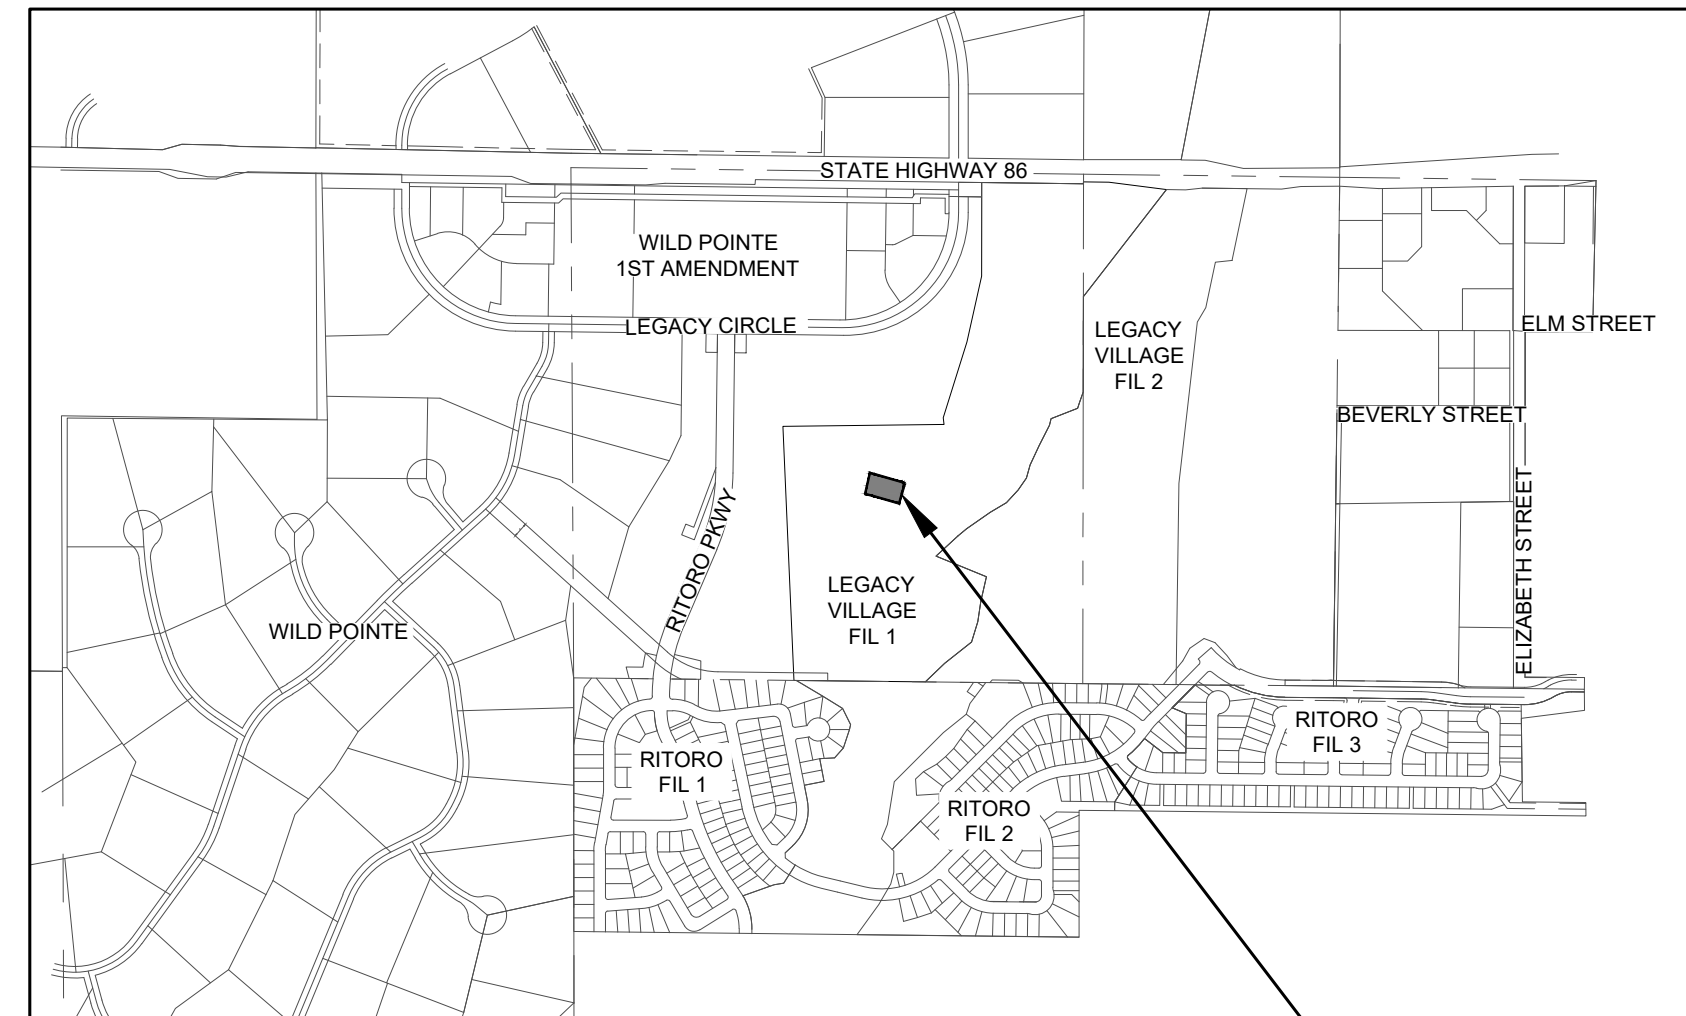 STATE HIGHWAY 86
WILD POINTE
1ST AMENDMENT
LEGACY CIRCLE
LEGACY
VILLAGE
FIL 2
ELM STREET
BEVERLY STREET
ELIZABETH STREET
RITORO PKWY
LEGACY
VILLAGE
FIL 1
WILD POINTE
RITORO
FIL 1
RITORO
FIL 2
RITORO
FIL 3